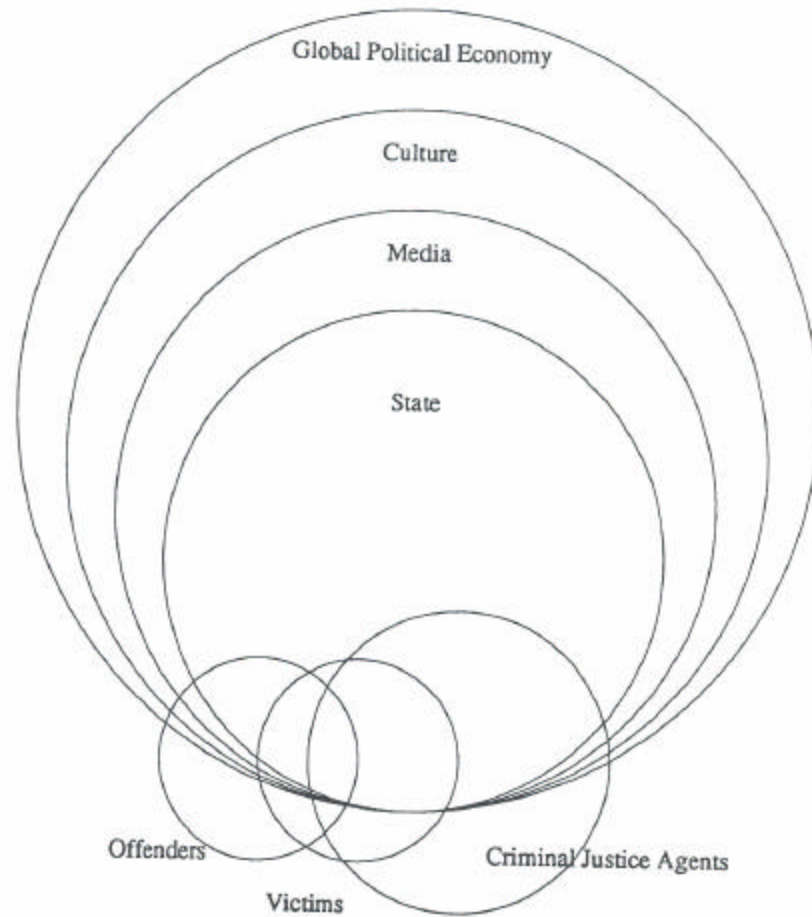 Global Political Economy
Culture
Media
State
Offenders
Criminal Justice Agents
Victims